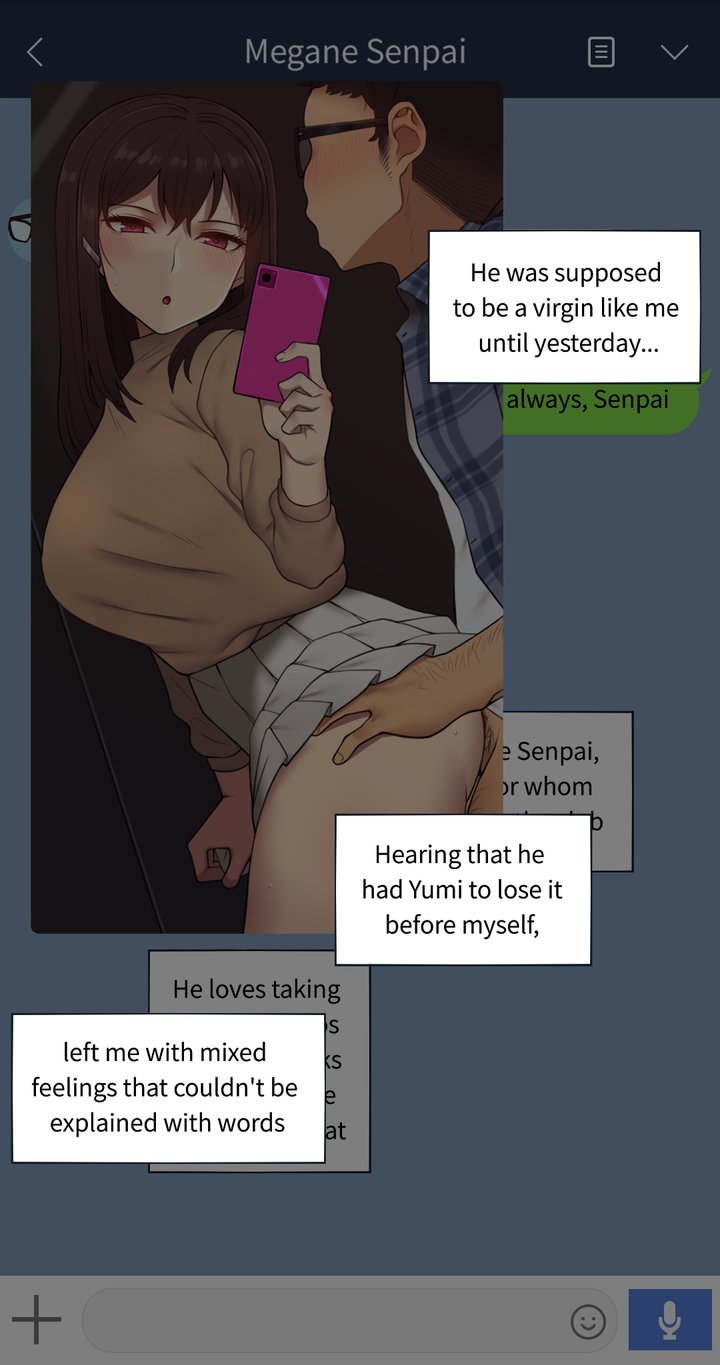 Megane Senpai
He was supposed
to be a virgin like me
until yesterday...
always, Senpai
Senpai,
whom
Hearing that he
had Yumi to lose it
before myself,
He loves taking
left me with mixed
feelings that couldn't be
explained with words